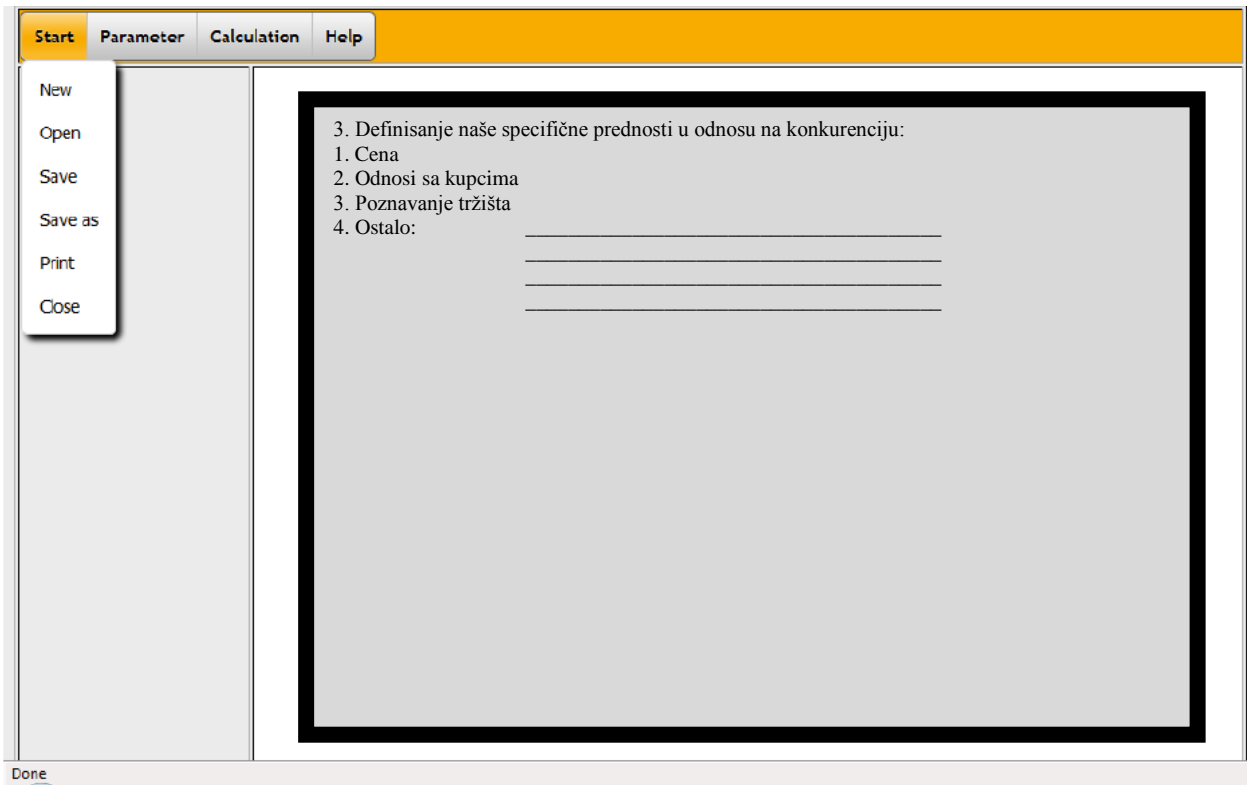 Start Parameter Calculation Help
New
Open
Save
Save as
Print
Close
3. Definisanje naše specifične prednosti u odnosu na konkurenciju:
1. Cena
2. Odnosi sa kupcima
3. Poznavanje tržišta
4. Ostalo:
Done